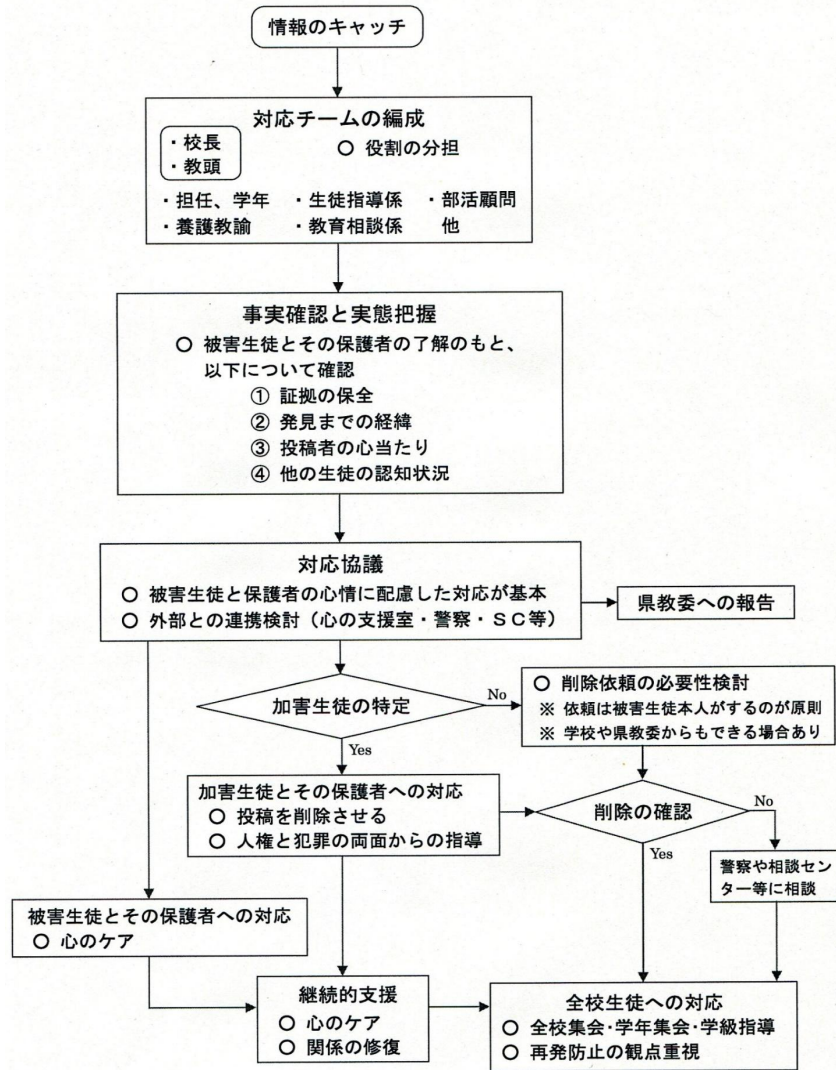 情報のキャッチ
対応チームの編成
・校長
・教頭
○ 役割の分担
・担任、学年 ・生徒指導係 ・部活顧問
・養護教諭 ・教育相談係 他
事実確認と実態把握
○ 被害生徒とその保護者の了解のもと、
以下について確認
① 証拠の保全
② 発見までの経緯
③ 投稿者の心当たり
④ 他の生徒の認知状況
対応協議
○ 被害生徒と保護者の心情に配慮した対応が基本
○ 外部との連携検討（心の支援室・警察・ＳＣ等）
県教委への報告
加害生徒の特定
No
Yes
○ 削除依頼の必要性検討
※ 依頼は被害生徒本人がするのが原則
※ 学校や県教委からもできる場合あり
加害生徒とその保護者への対応
○ 投稿を削除させる
○ 人権と犯罪の両面からの指導
削除の確認
No
Yes
警察や相談セン
ター等に相談
被害生徒とその保護者への対応
○ 心のケア
継続的支援
○ 心のケア
○ 関係の修復
全校生徒への対応
○ 全校集会・学年集会・学級指導
○ 再発防止の観点重視